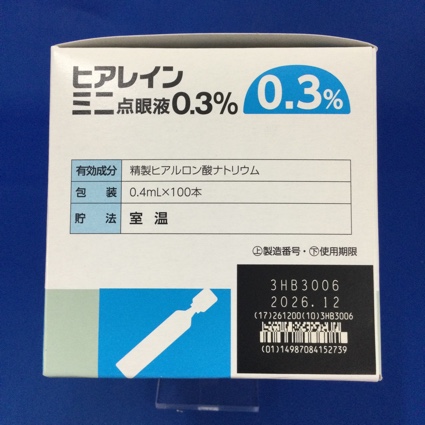 ヒアレイン
ミニ点眼液0.3%
0.3%
有効成分 精製ヒアルロン酸ナトリウム
包装 0.4mL×100本
貯法 室温
㊤製造番号・㊦使用期限
3HB3006
2026.12
(17)261200(10)3HB3006
(01)14987084152739